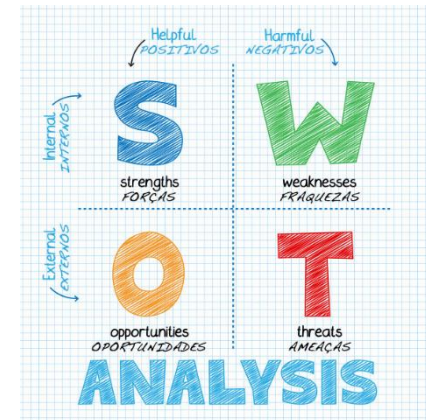 Helpful
POSITIVOS
Harmful
NEGATIVOS
Internal
INTERNOS
S
W
strengths
FORÇAS
weaknesses
FRAQUEZAS
External
EXTERNOS
O
T
opportunities
OPORTUNIDADES
threats
AMEAÇAS
ANALYSIS